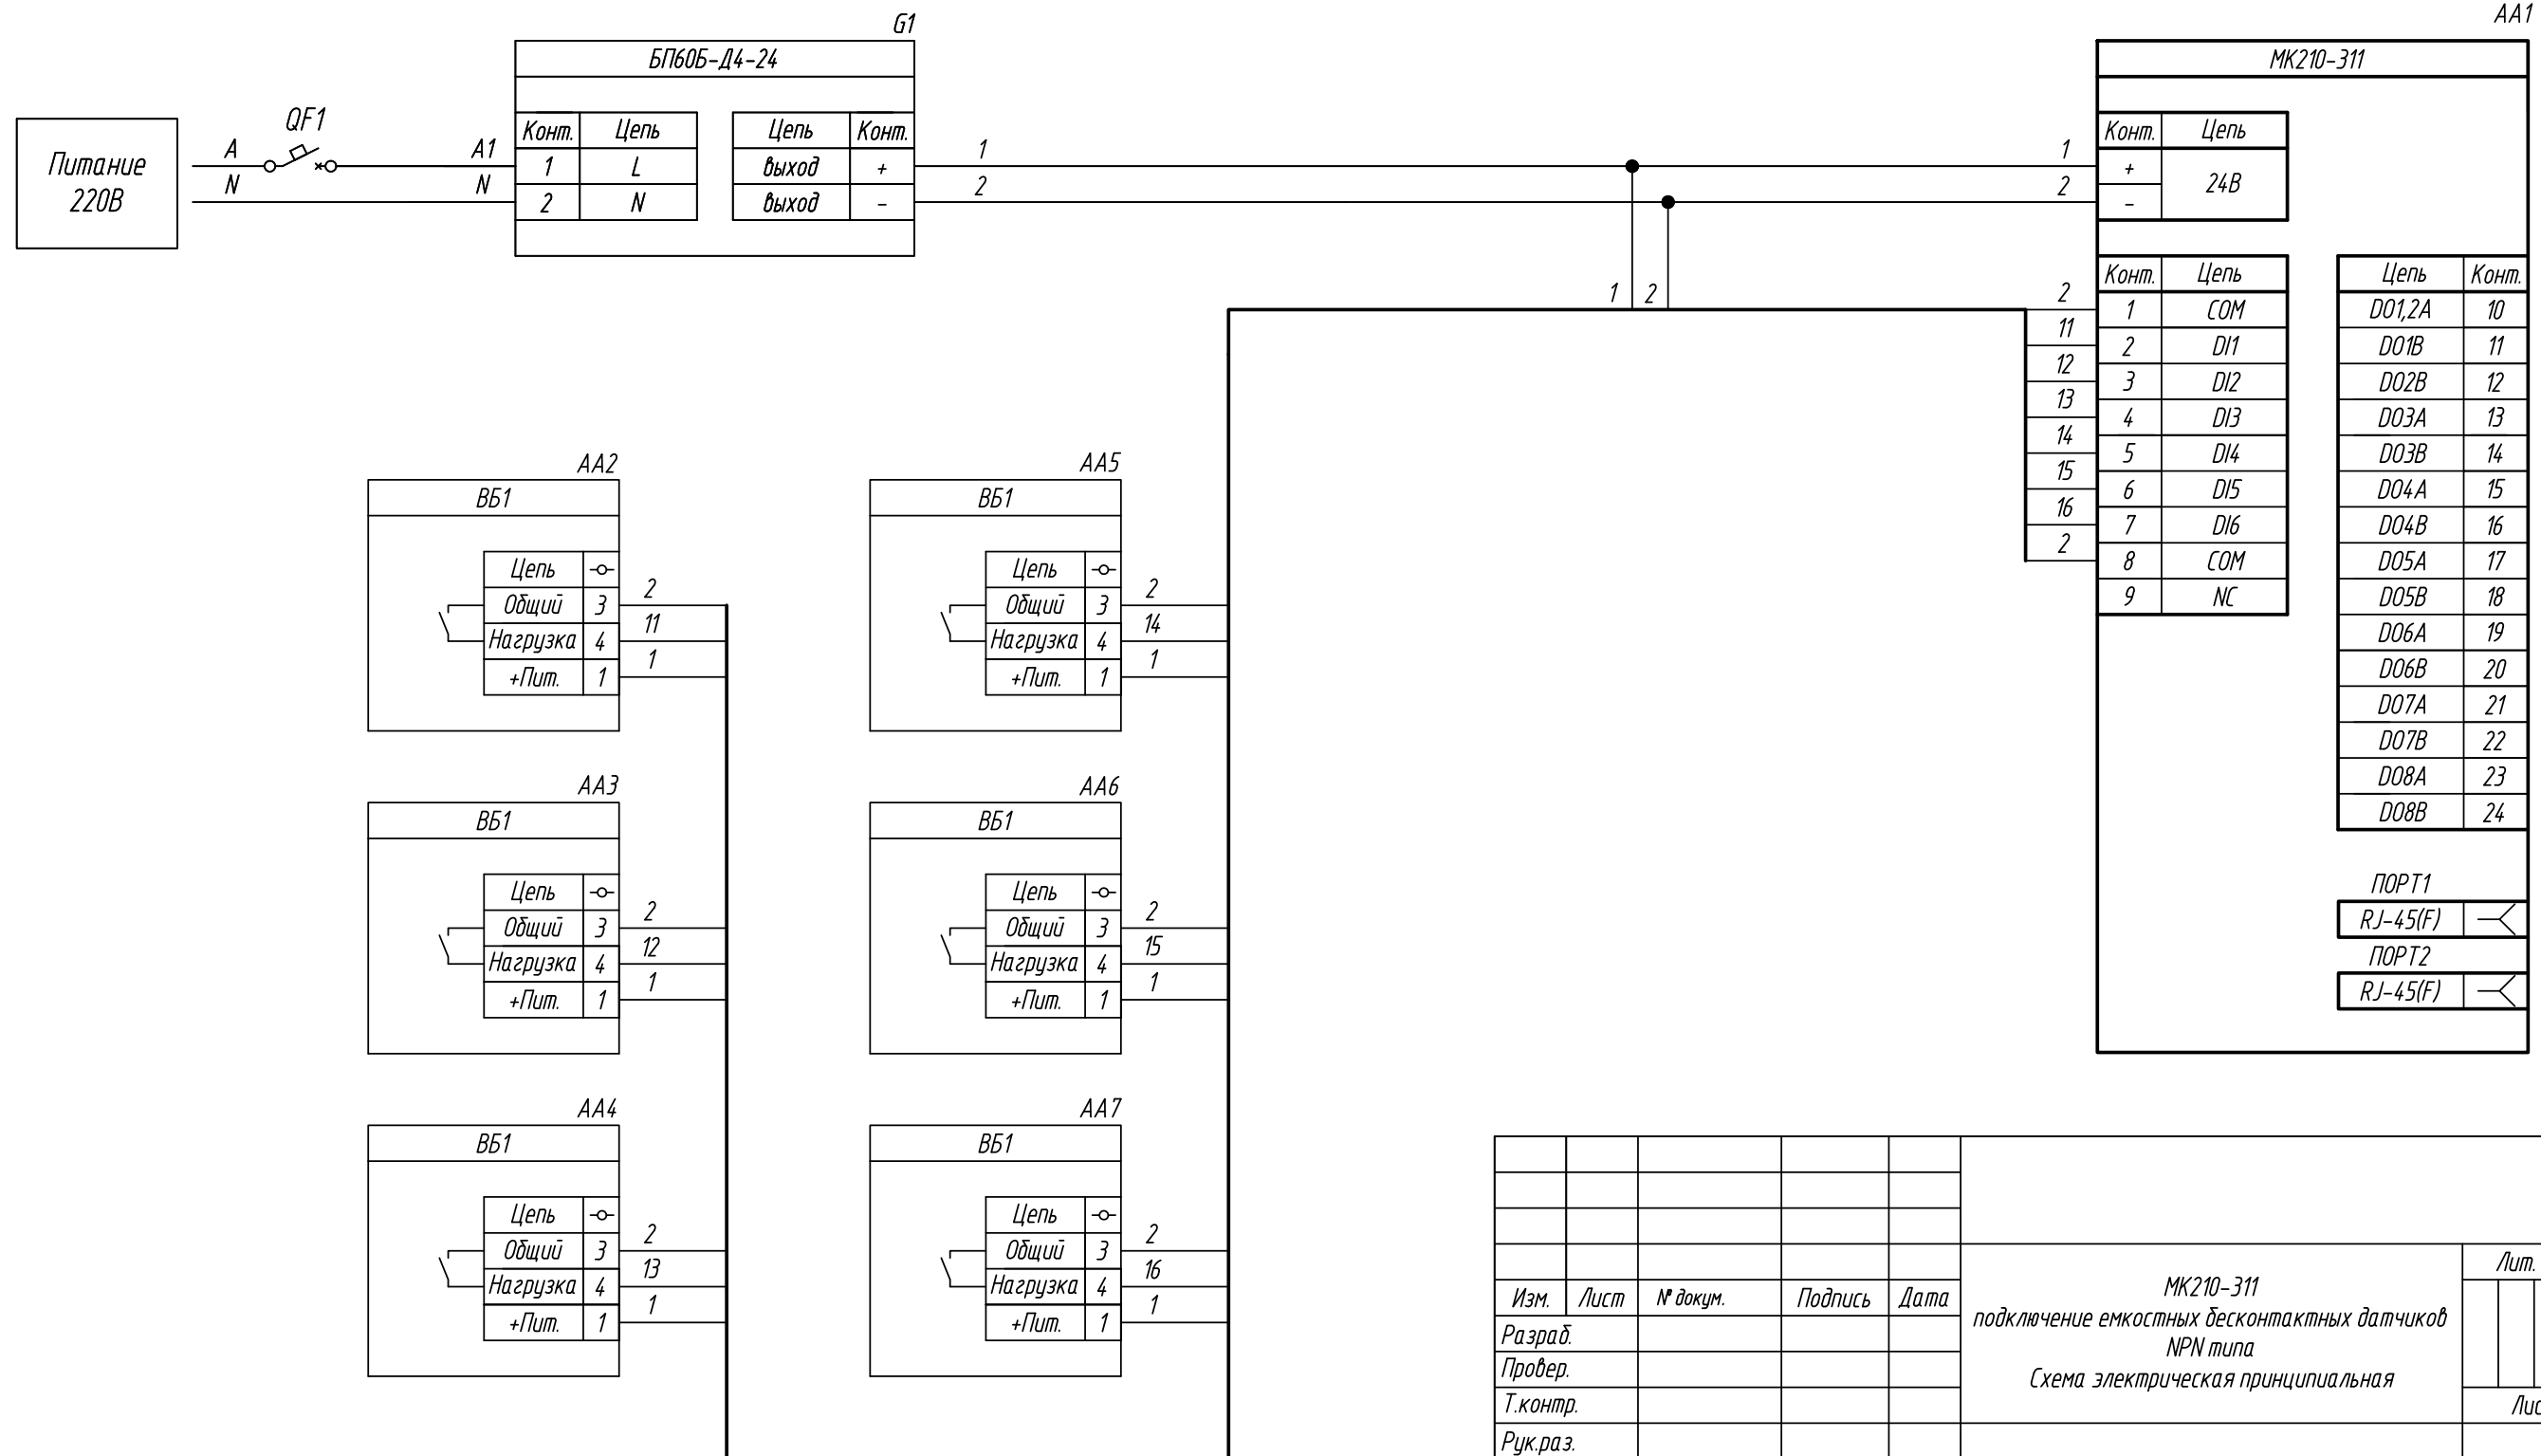 G1
БП60Б-Д4-24
Конт. Цепь
1 L
2 N
Цепь Конт.
выход +
выход -
Питание
220В
QF1
A A1
N N
1 1
2 2
1 2
AA1
МК210-311
Конт. Цепь
+ 24В
-
Конт. Цепь
2 1 COM
11 2 DI1
12 3 DI2
13 4 DI3
14 5 DI4
15 6 DI5
16 7 DI6
2 8 COM
9 NC
Цепь Конт.
DO1,2A 10
DO1B 11
DO2B 12
DO3A 13
DO3B 14
DO4A 15
DO4B 16
DO5A 17
DO5B 18
DO6A 19
DO6B 20
DO7A 21
DO7B 22
DO8A 23
DO8B 24
ПОРТ1
RJ-45(F)
ПОРТ2
RJ-45(F)
AA2
ВБ1
Цепь
Общий 3 2
Нагрузка 4 11
+Пит. 1 1
AA5
ВБ1
Цепь
Общий 3 2
Нагрузка 4 14
+Пит. 1 1
AA3
ВБ1
Цепь
Общий 3 2
Нагрузка 4 12
+Пит. 1 1
AA6
ВБ1
Цепь
Общий 3 2
Нагрузка 4 15
+Пит. 1 1
AA4
ВБ1
Цепь
Общий 3 2
Нагрузка 4 13
+Пит. 1 1
AA7
ВБ1
Цепь
Общий 3 2
Нагрузка 4 16
+Пит. 1 1
Изм. Лист № докум. Подпись Дата
Разраб.
Провер.
Т.контр.
Рук.раз.
МК210-311
подключение емкостных бесконтактных датчиков
NPN типа
Схема электрическая принципиальная
Лит.